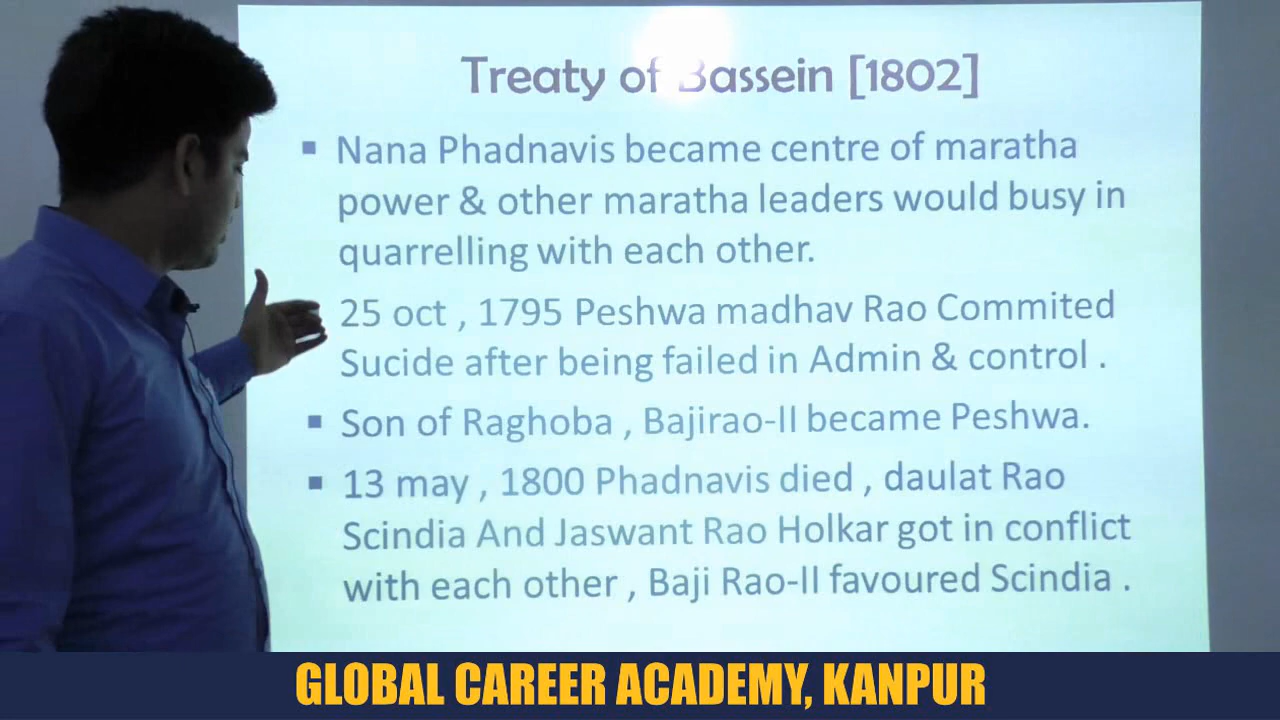 Treaty of Bassein [1802]
▪ Nana Phadnavis became centre of maratha
power & other maratha leaders would busy in
quarrelling with each other.
25 oct , 1795 Peshwa madhav Rao Commited
Sucide after being failed in Admin & control .
▪ Son of Raghoba , Bajirao-II became Peshwa.
▪ 13 may , 1800 Phadnavis died , daulat Rao
Scindia And Jaswant Rao Holkar got in conflict
with each other , Baji Rao-II favoured Scindia .
GLOBAL CAREER ACADEMY, KANPUR